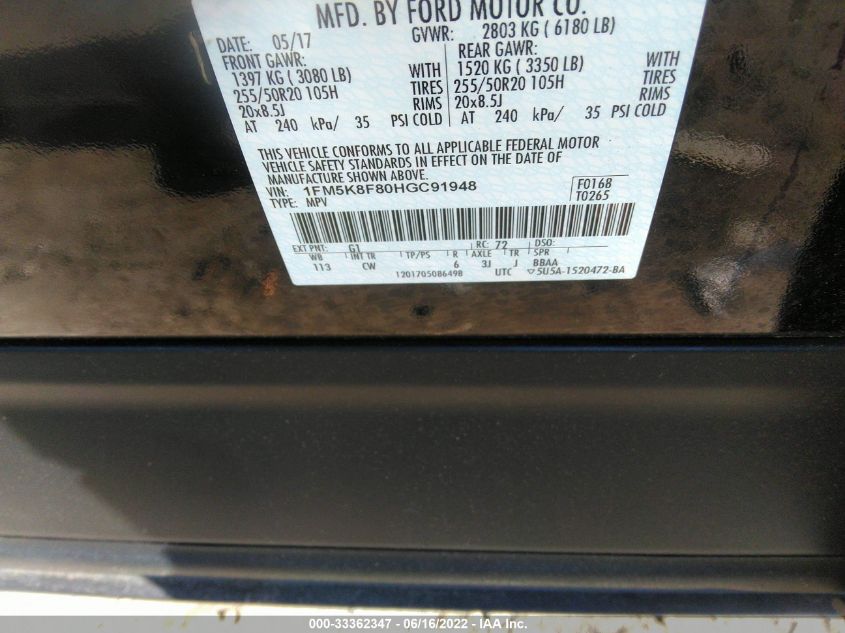 MFD. BY FORD MOTOR CO.
DATE: 05/17 GVWR: 2803 KG ( 6180 LB)
FRONT GAWR: REAR GAWR:
1397 KG ( 3080 LB) WITH 1520 KG ( 3350 LB) WITH
255/50R20 105H TIRES 255/50R20 105H TIRES
20x8.5J RIMS 20x8.5J RIMS
AT 240 kPa/ 35 PSI COLD AT 240 kPa/ 35 PSI COLD
THIS VEHICLE CONFORMS TO ALL APPLICABLE FEDERAL MOTOR
VEHICLE SAFETY STANDARDS IN EFFECT ON THE DATE OF
MANUFACTURE SHOWN ABOVE.
VIN: 1FM5K8F80HGC91948 F0168
TYPE: MPV T0265
EXT PNT: G1 RC: 72 DSO:
WB INT TR TP/PS R AXLE TR SPR
113 CW 6 3J J BBAA
1201705086498 UTC ▽5U5A-1520472-BA
000-33362347 - 06/16/2022 - IAA Inc.